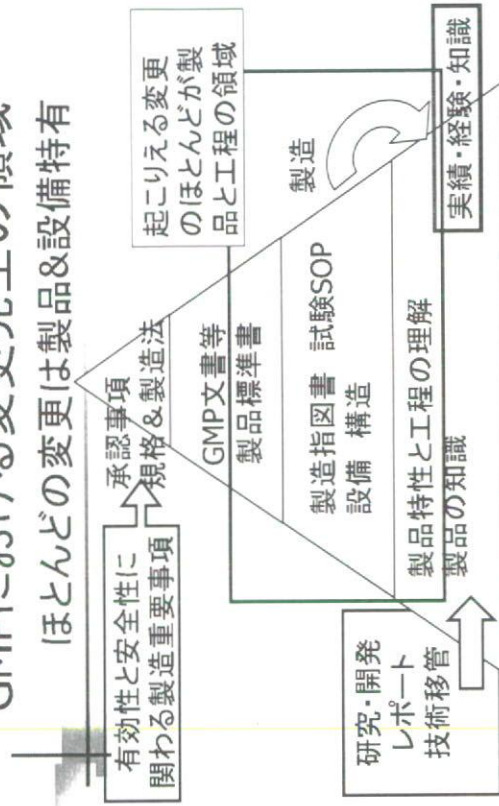 GMPにおける変更発生の領域
ほとんどの変更は製品&設備特有
有効性と安全性に
関わる製造重要事項
承認事項
規格&製造法
起こりえる変更
のほとんどが製
品と工程の領域
GMP文書等
製品標準書
製造
製造指図書 試験SOP
設備 構造
研究・開発
レポート
技術移管
製品特性と工程の理解
製品の知識
実績・経験・知識